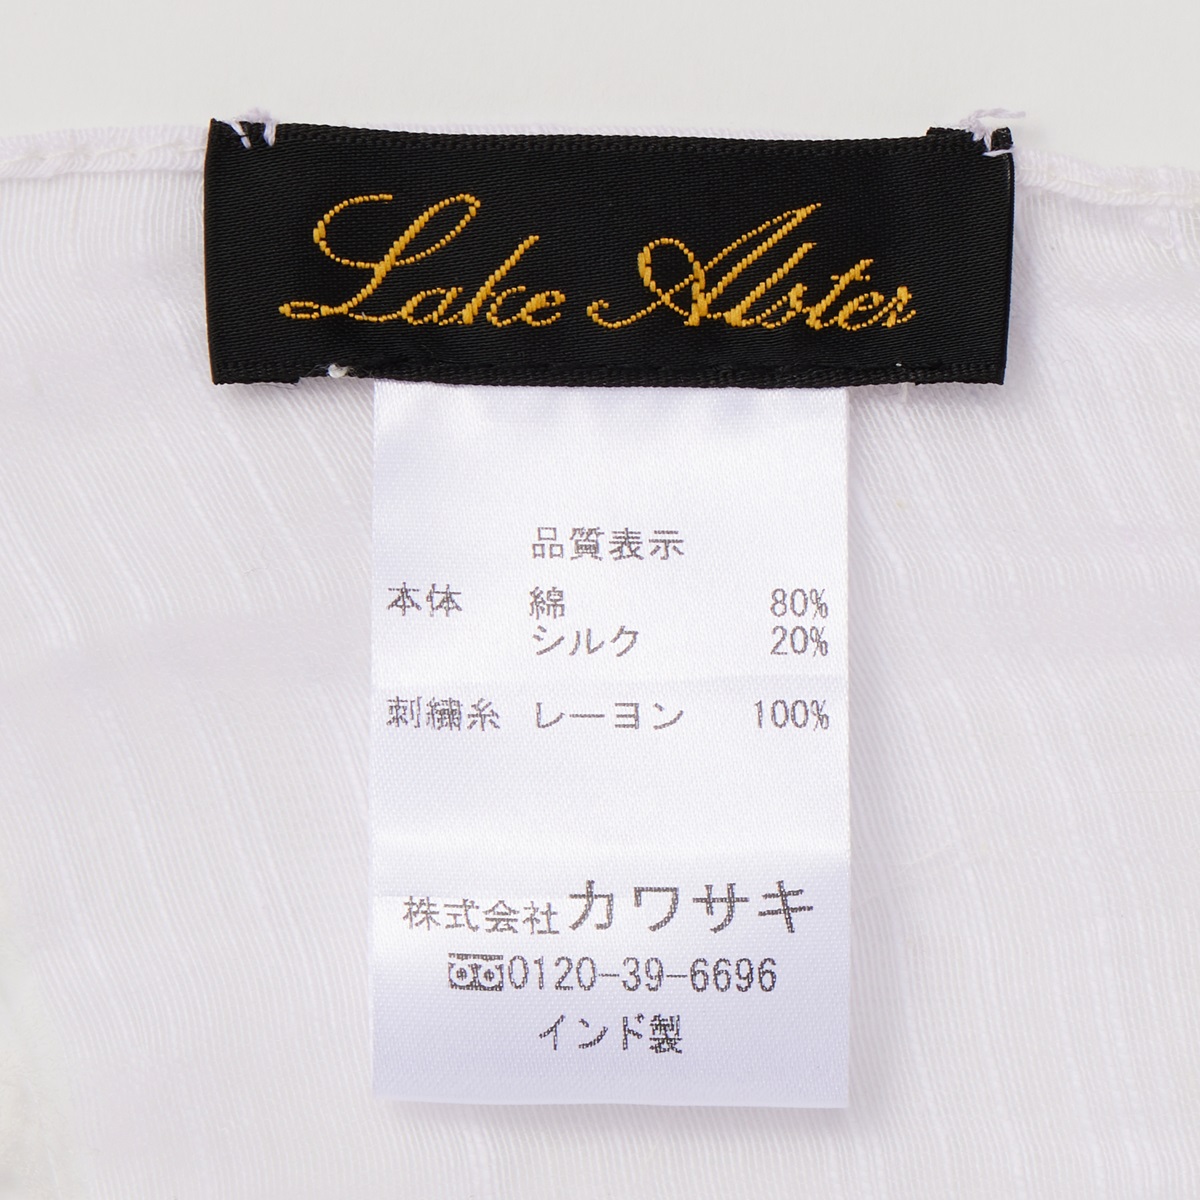 Lake Alster
品質表示
本体 綿 80%
シルク 20%
刺繍糸 レーヨン 100%
株式会社カワサキ
0120-39-6696
インド製